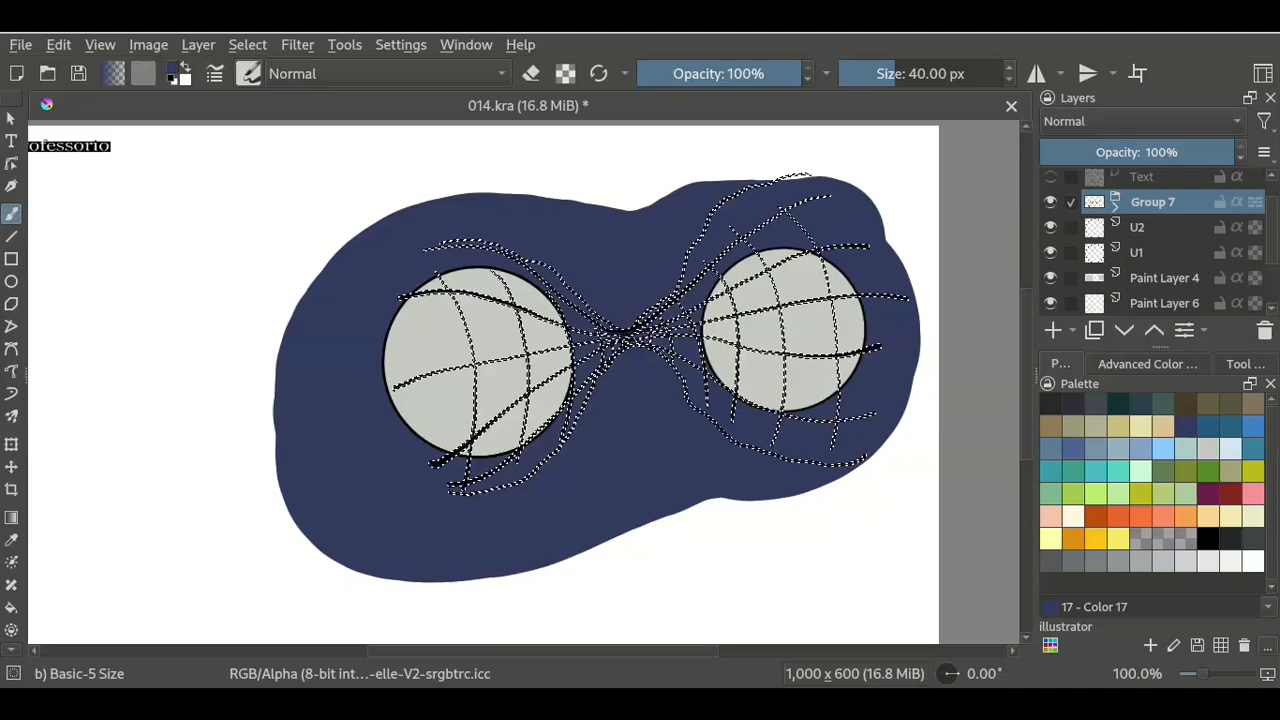 File Edit View Image Layer Select Filter Tools Settings Window Help
Normal Opacity: 100% Size: 40.00 px
014.kra (16.8 MiB) *
ofessorio
Layers
Normal
Opacity: 100%
Text
Group 7
U2
U1
Paint Layer 4
Paint Layer 6
P... Advanced Color ... Tool ...
Palette
17 - Color 17
illustrator
b) Basic-5 Size RGB/Alpha (8-bit int...-elle-V2-srgbtrc.icc 1,000 x 600 (16.8 MiB) 0.00° 100.0%